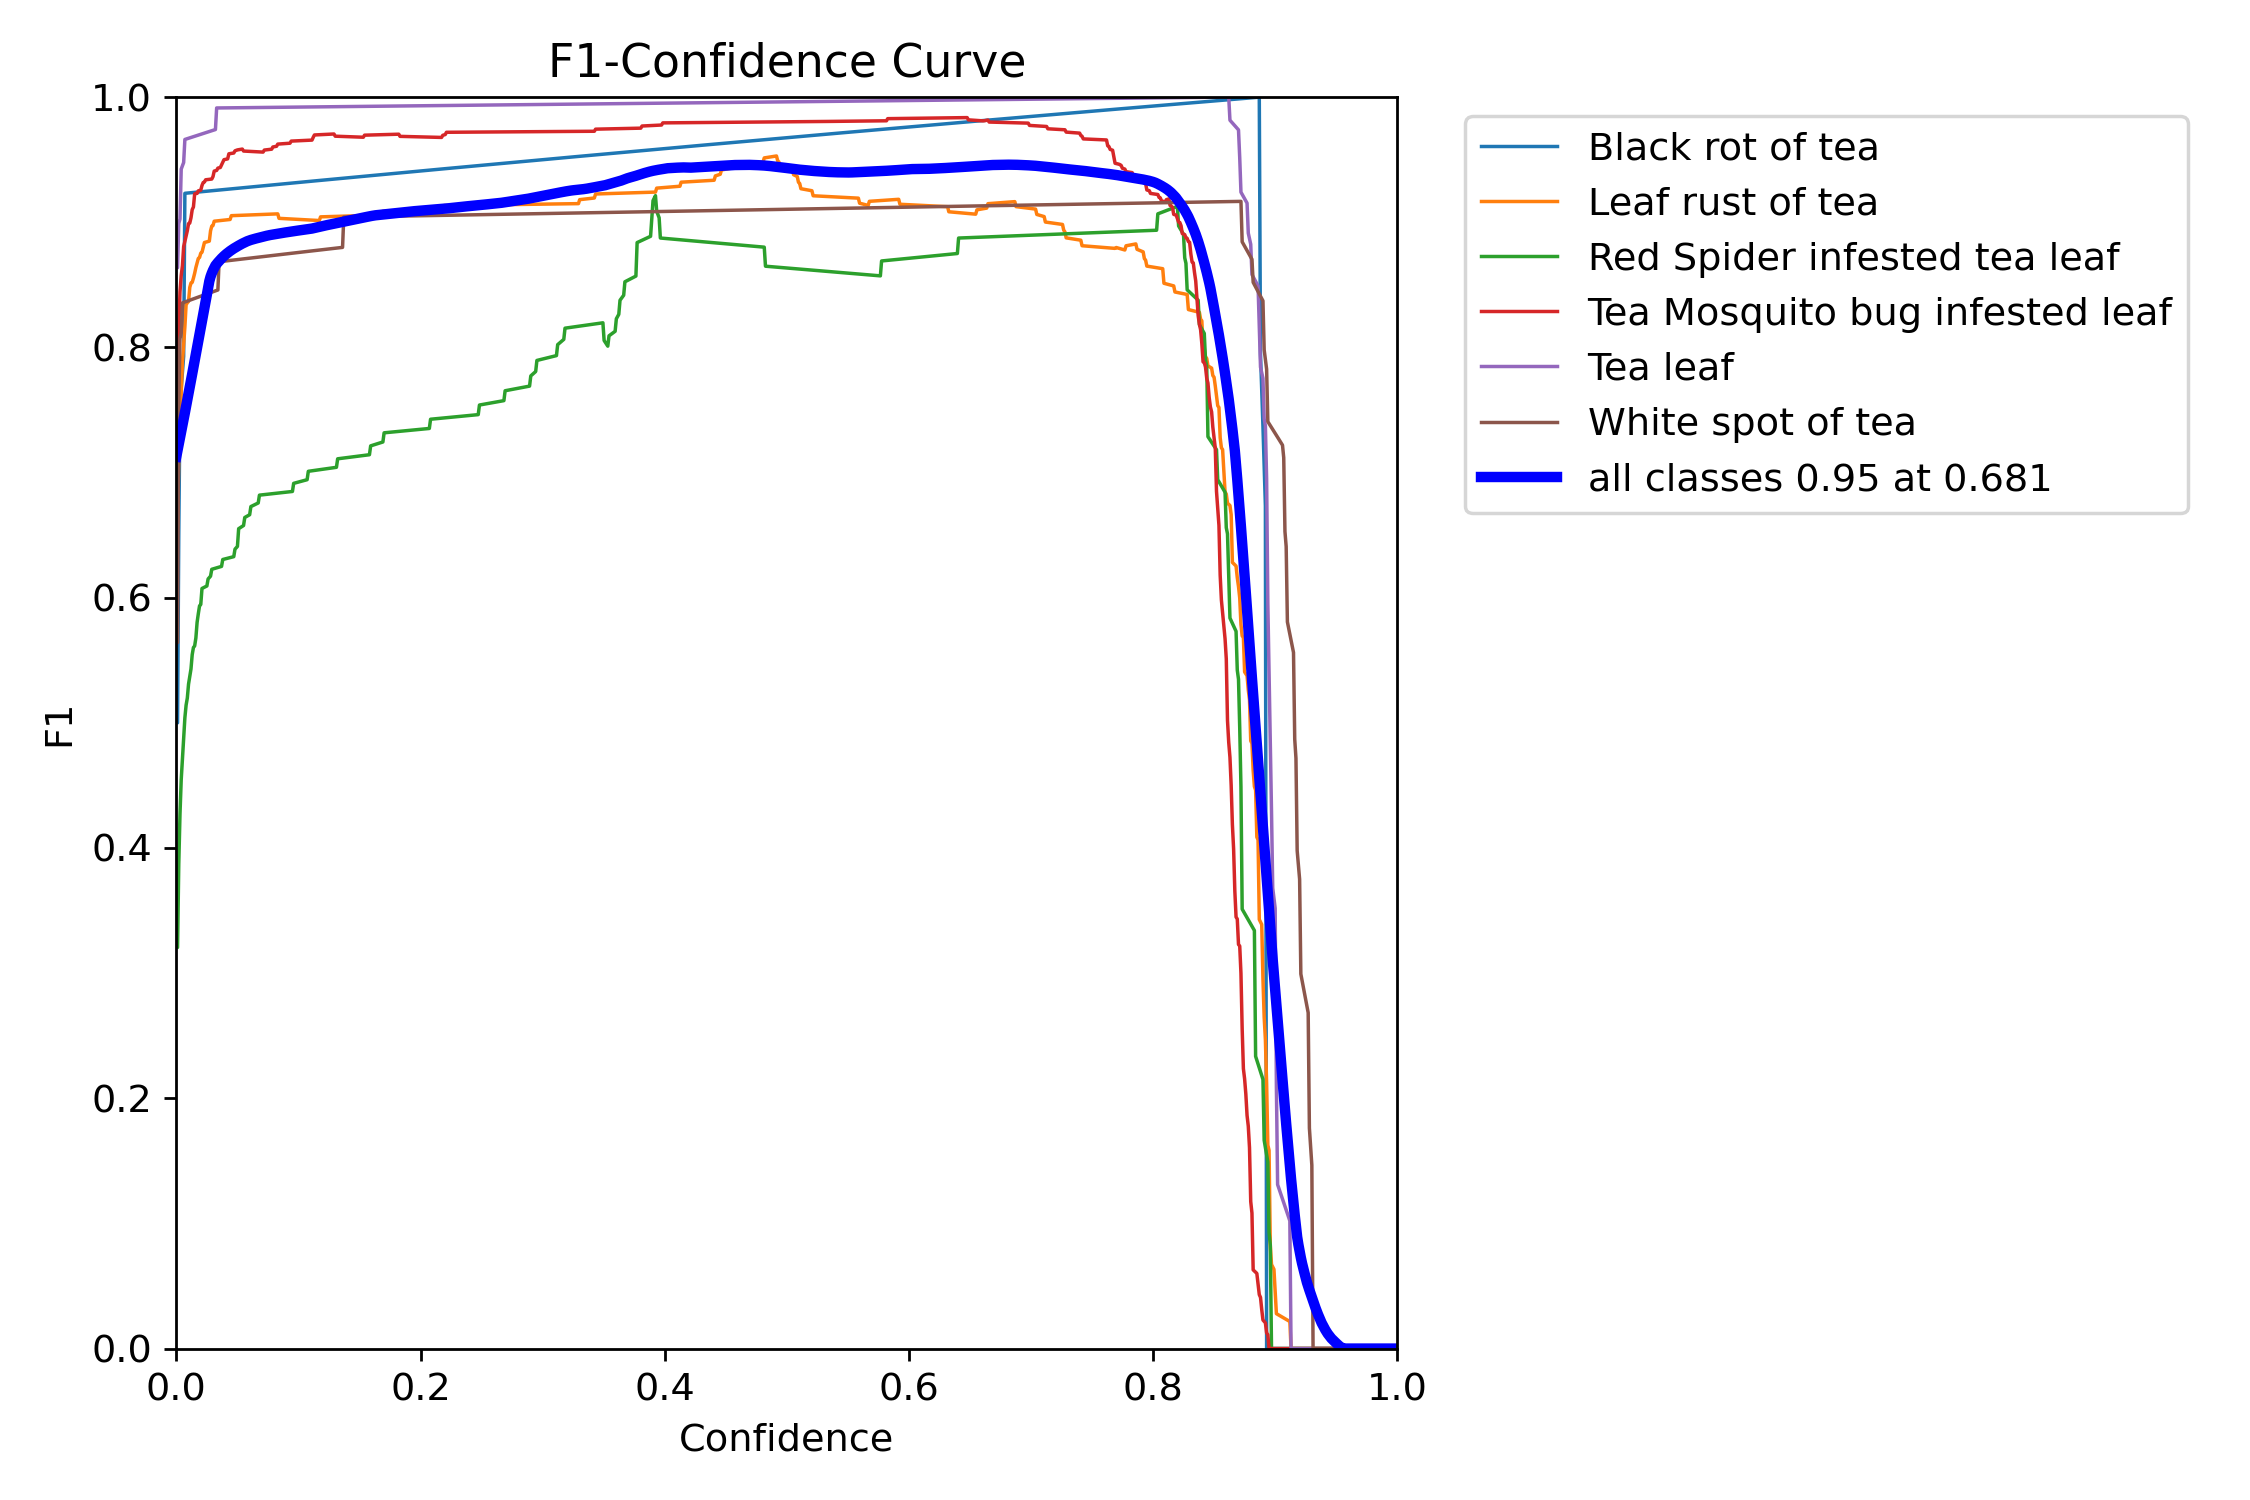 F1-Confidence Curve
1.0
0.8
0.6
0.4
0.2
0.0
F1
0.0 0.2 0.4 0.6 0.8 1.0
Confidence
Black rot of tea
Leaf rust of tea
Red Spider infested tea leaf
Tea Mosquito bug infested leaf
Tea leaf
White spot of tea
all classes 0.95 at 0.681